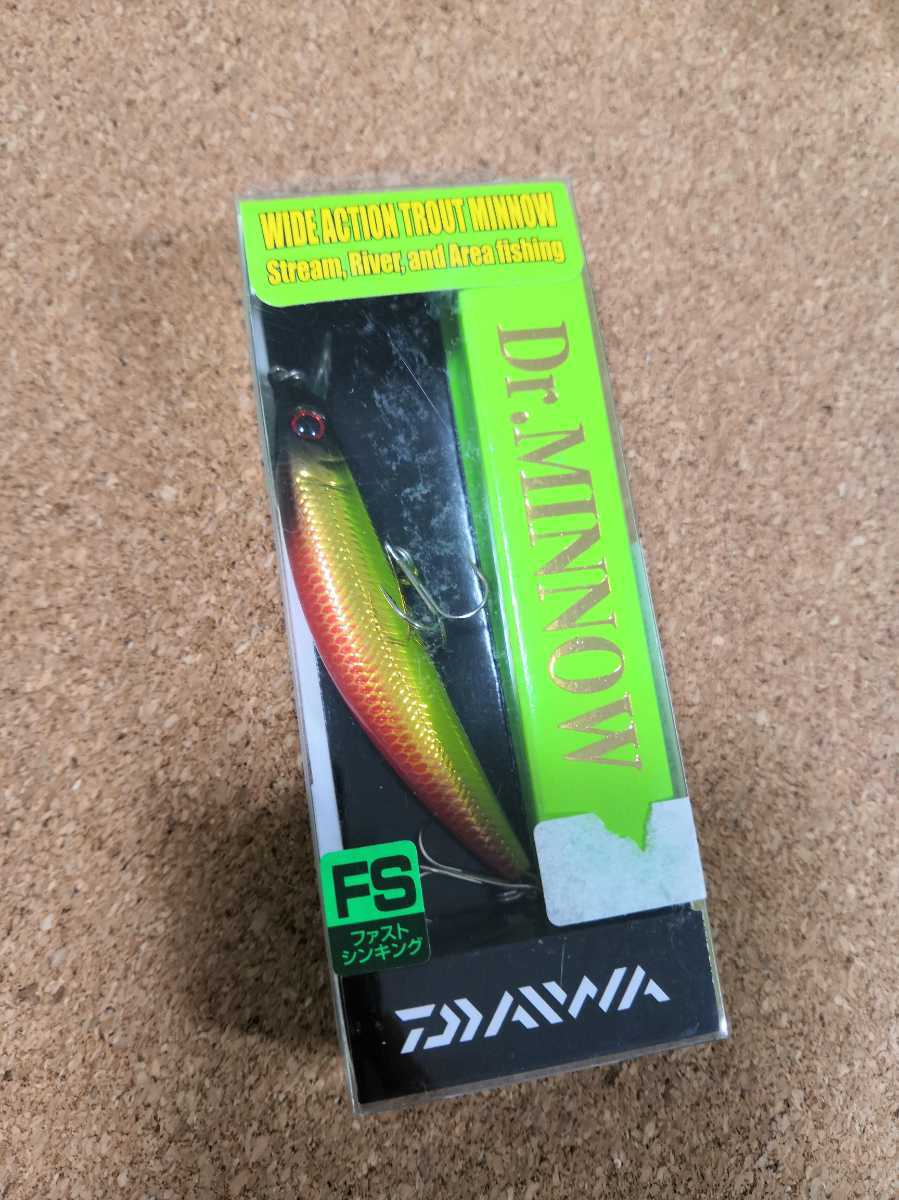 WIDE ACTION TROUT MINNOW
Stream, River, and Area fishing
Dr.MINNOW
FS
ファスト
シンキング
DAIWA